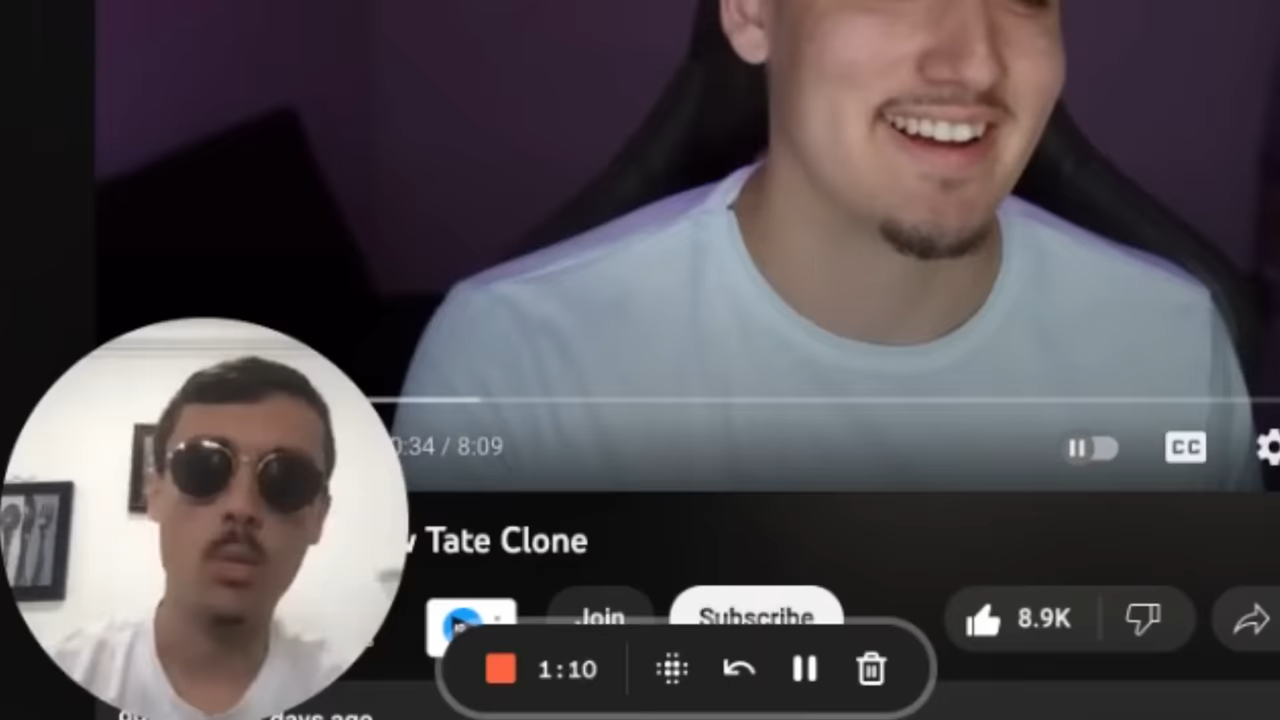 0:34 / 8:09
CC
Tate Clone
Join
Subscribe
8.9K
1:10
days ago